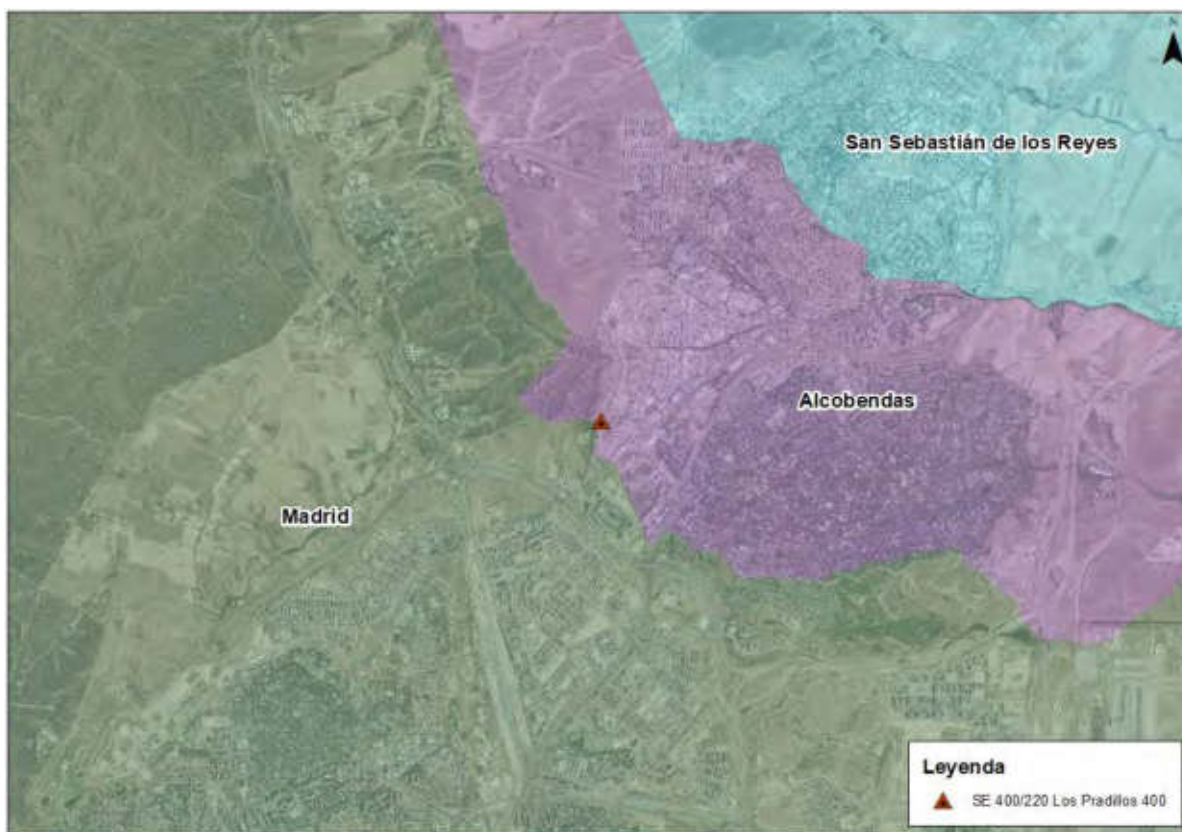 N
San Sebastián de los Reyes
Alcobendas
Madrid
Leyenda
SE 400/220 Los Pradillos 400